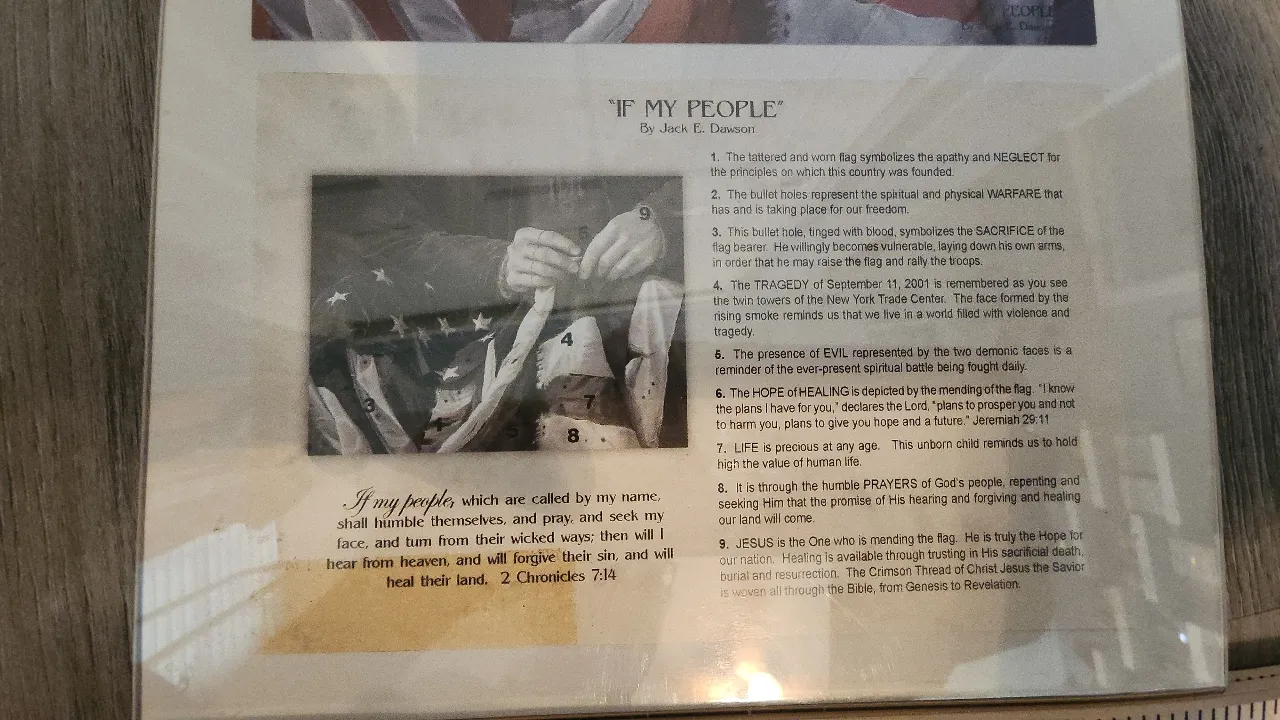 PEOPLE
"IF MY PEOPLE"
By Jack E. Dawson
1. The tattered and worn flag symbolizes the apathy and NEGLECT for
the principles on which this country was founded.
2. The bullet holes represent the spiritual and physical WARFARE that
has and is taking place for our freedom.
3. This bullet hole, tinged with blood, symbolizes the SACRIFICE of the
flag bearer. He willingly becomes vulnerable, laying down his own arms,
in order that he may raise the flag and rally the troops.
4. The TRAGEDY of September 11, 2001 is remembered as you see
the twin towers of the New York Trade Center. The face formed by the
rising smoke reminds us that we live in a world filled with violence and
tragedy.
5. The presence of EVIL represented by the two demonic faces is a
reminder of the ever-present spiritual battle being fought daily.
6. The HOPE of HEALING is depicted by the mending of the flag. "I know
the plans I have for you," declares the Lord, "plans to prosper you and not
to harm you, plans to give you hope and a future." Jeremiah 29:11
7. LIFE is precious at any age. This unborn child reminds us to hold
high the value of human life.
8. It is through the humble PRAYERS of God's people, repenting and
seeking Him that the promise of His hearing and forgiving and healing
our land will come.
9. JESUS is the One who is mending the flag. He is truly the Hope for
our nation. Healing is available through trusting in His sacrificial death,
burial and resurrection. The Crimson Thread of Christ Jesus the Savior
is woven all through the Bible, from Genesis to Revelation.
9
6
4
3
7
1
5
8
If my people, which are called by my name,
shall humble themselves, and pray, and seek my
face, and turn from their wicked ways; then will I
hear from heaven, and will forgive their sin, and will
heal their land. 2 Chronicles 7:14